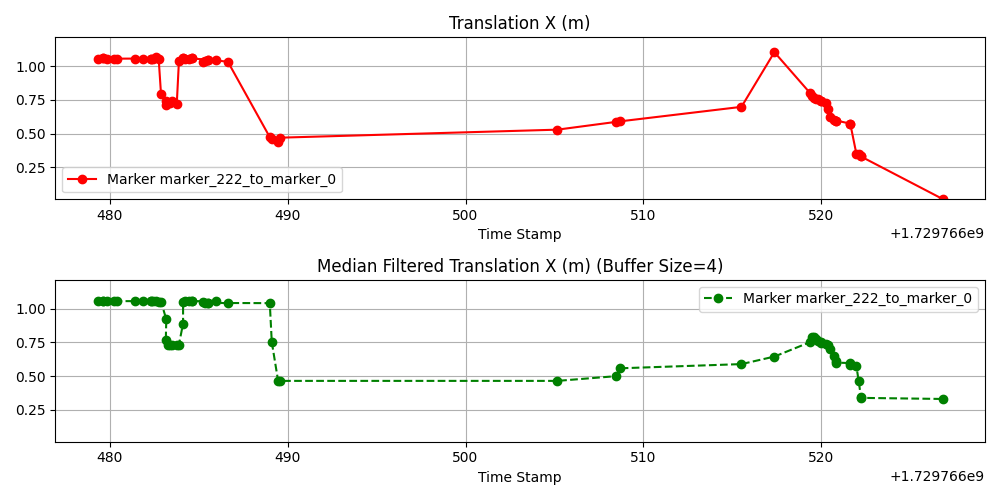 Translation X (m)
1.00
0.75
0.50
0.25
Marker marker_222_to_marker_0
480 490 500 510 520
Time Stamp
+1.729766e9
Median Filtered Translation X (m) (Buffer Size=4)
Marker marker_222_to_marker_0
1.00
0.75
0.50
0.25
480 490 500 510 520
Time Stamp
+1.729766e9